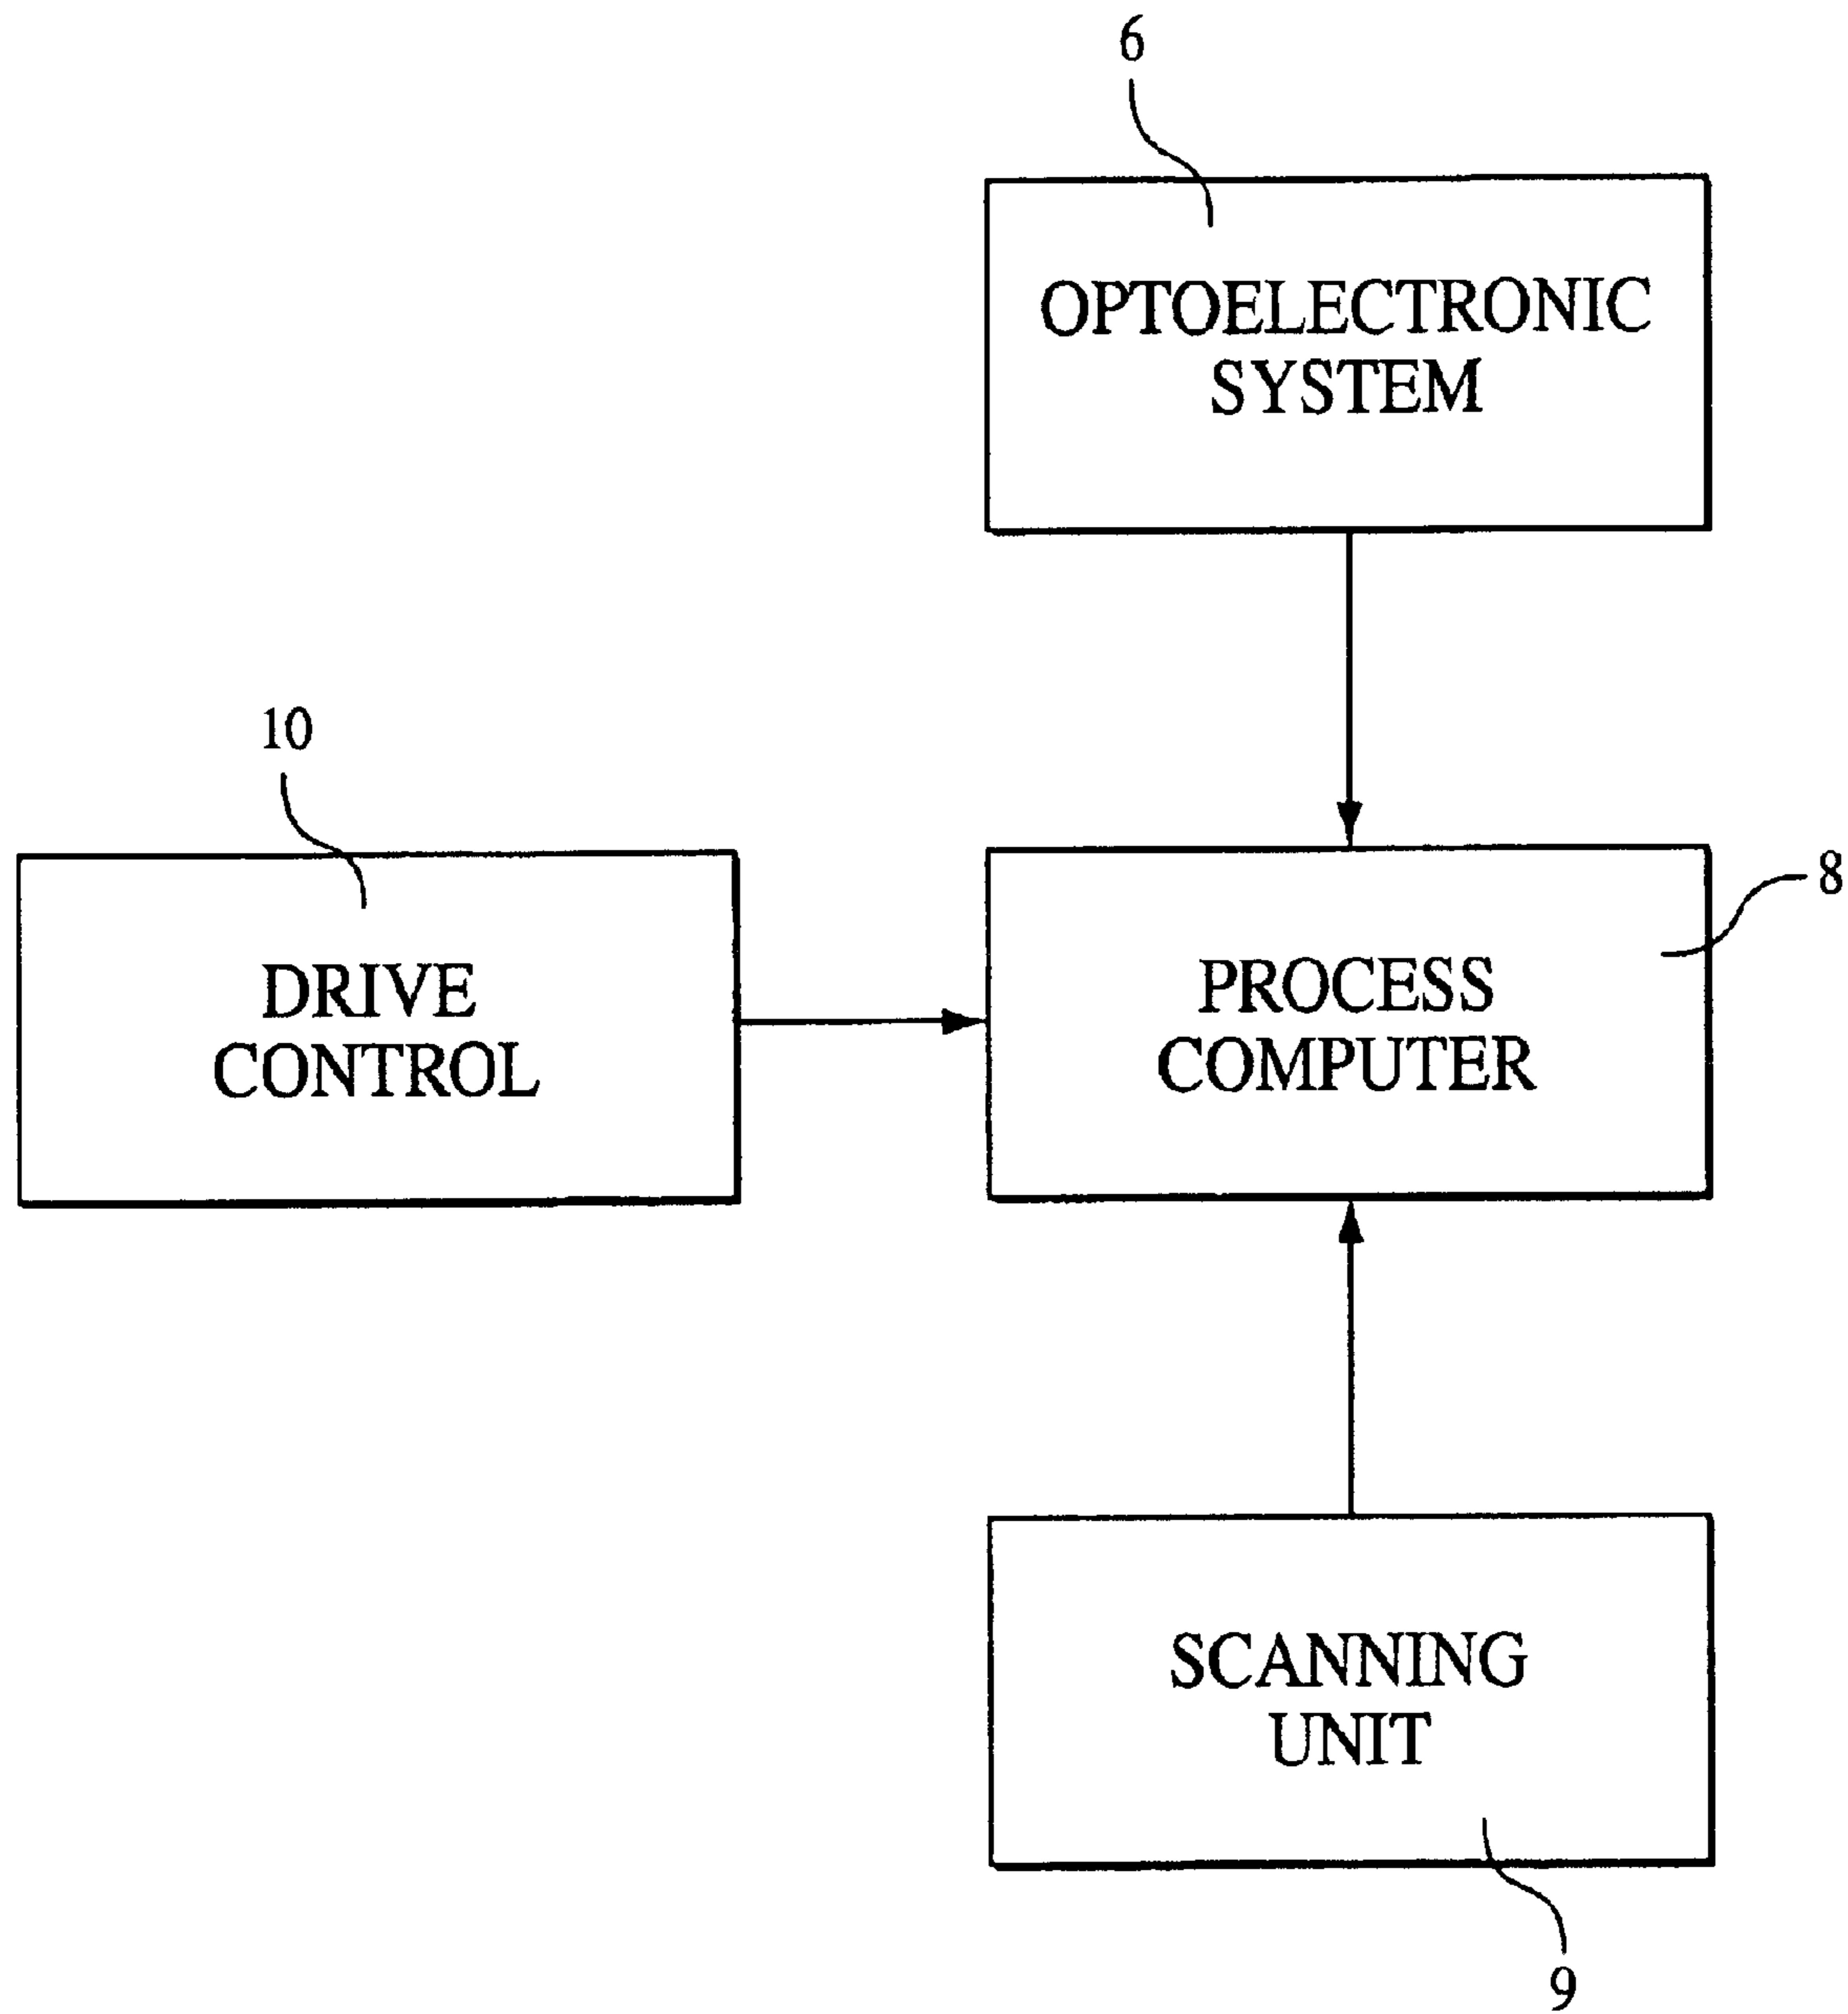 6
OPTOELECTRONIC
SYSTEM
10
DRIVE
CONTROL
8
PROCESS
COMPUTER
SCANNING
UNIT
9